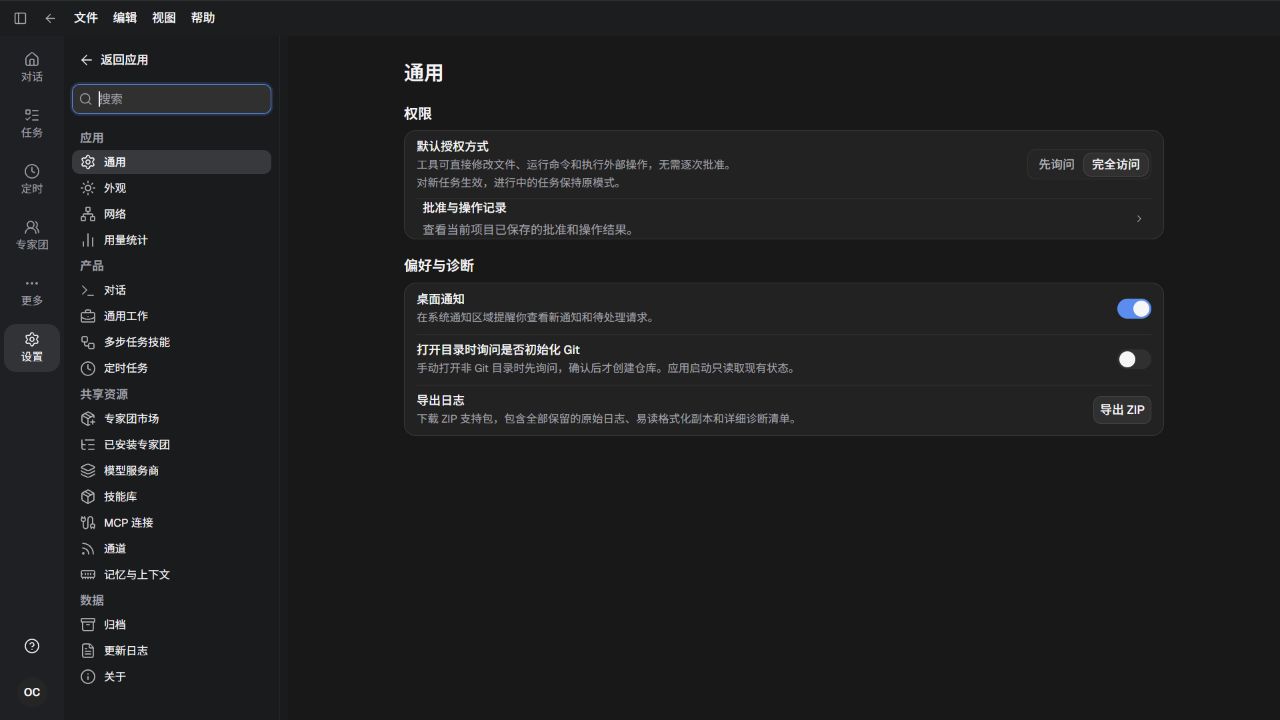 文件 编辑 视图 帮助
对话
任务
定时
专家团
更多
设置
OC
返回应用
搜索
应用
通用
外观
网络
用量统计
产品
对话
通用工作
多步任务技能
定时任务
共享资源
专家团市场
已安装专家团
模型服务商
技能库
MCP 连接
通道
记忆与上下文
数据
归档
更新日志
关于
通用
权限
默认授权方式
工具可直接修改文件、运行命令和执行外部操作，无需逐次批准。
对新任务生效，进行中的任务保持原模式。
先询问 完全访问
批准与操作记录
查看当前项目已保存的批准和操作结果。
偏好与诊断
桌面通知
在系统通知区域提醒你查看新通知和待处理请求。
打开目录时询问是否初始化 Git
手动打开非 Git 目录时先询问，确认后才创建仓库。应用启动只读取现有状态。
导出日志
下载 ZIP 支持包，包含全部保留的原始日志、易读格式化副本和详细诊断清单。
导出 ZIP